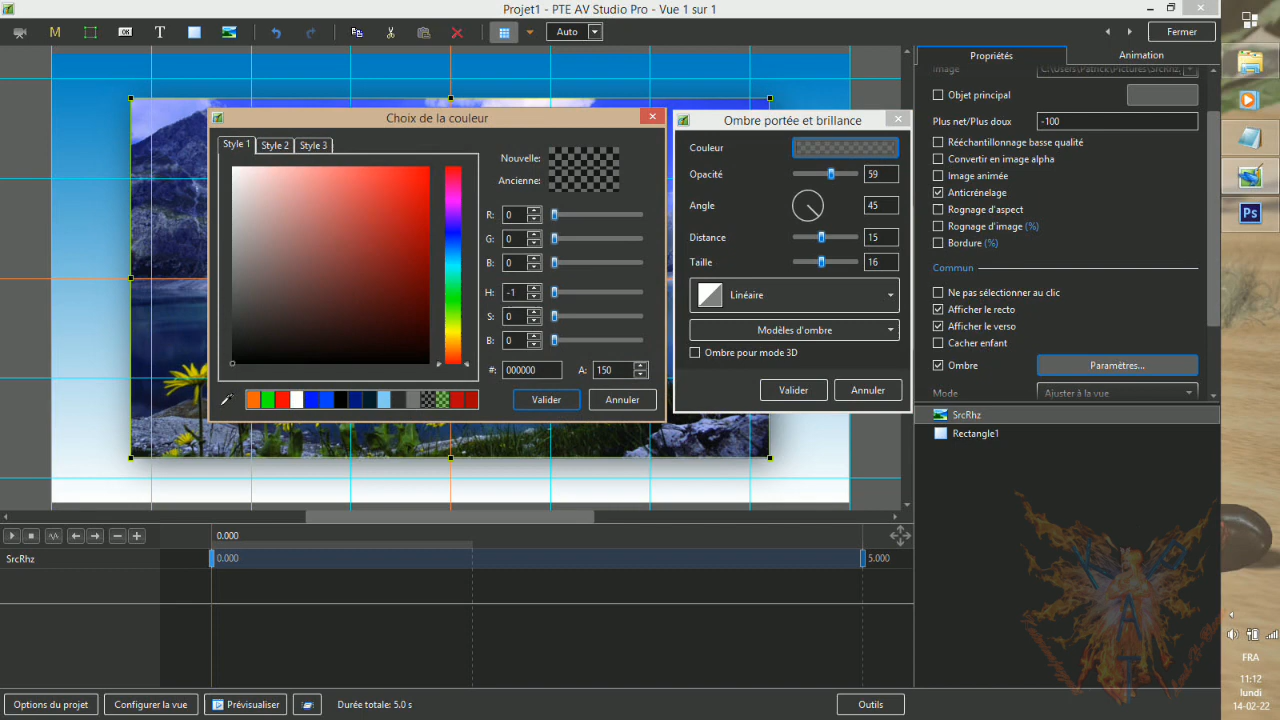 Projet1 - PTE AV Studio Pro - Vue 1 sur 1
M OK T Auto Fermer
Propriétés Animation
Image C:\Users\Patrick\Pictures\SrcRhz.
Objet principal
Plus net/Plus doux -100
Rééchantillonnage basse qualité
Convertir en image alpha
Image animée
Anticrénelage
Rognage d'aspect
Rognage d'image (%)
Bordure (%)
Commun
Ne pas sélectionner au clic
Afficher le recto
Afficher le verso
Cacher enfant
Ombre Paramètres...
Mode Ajuster à la vue
SrcRhz
Rectangle1
Choix de la couleur
Style 1 Style 2 Style 3
Nouvelle:
Ancienne:
R: 0
G: 0
B: 0
H: -1
S: 0
B: 0
#: 000000 A: 150
Valider Annuler
Ombre portée et brillance
Couleur
Opacité 59
Angle 45
Distance 15
Taille 16
Linéaire
Modèles d'ombre
Ombre pour mode 3D
Valider Annuler
0.000
SrcRhz 0.000 5.000
Options du projet Configurer la vue Prévisualiser Durée totale: 5.0 s Outils
Ps
FRA
11:12
lundi
14-02-22